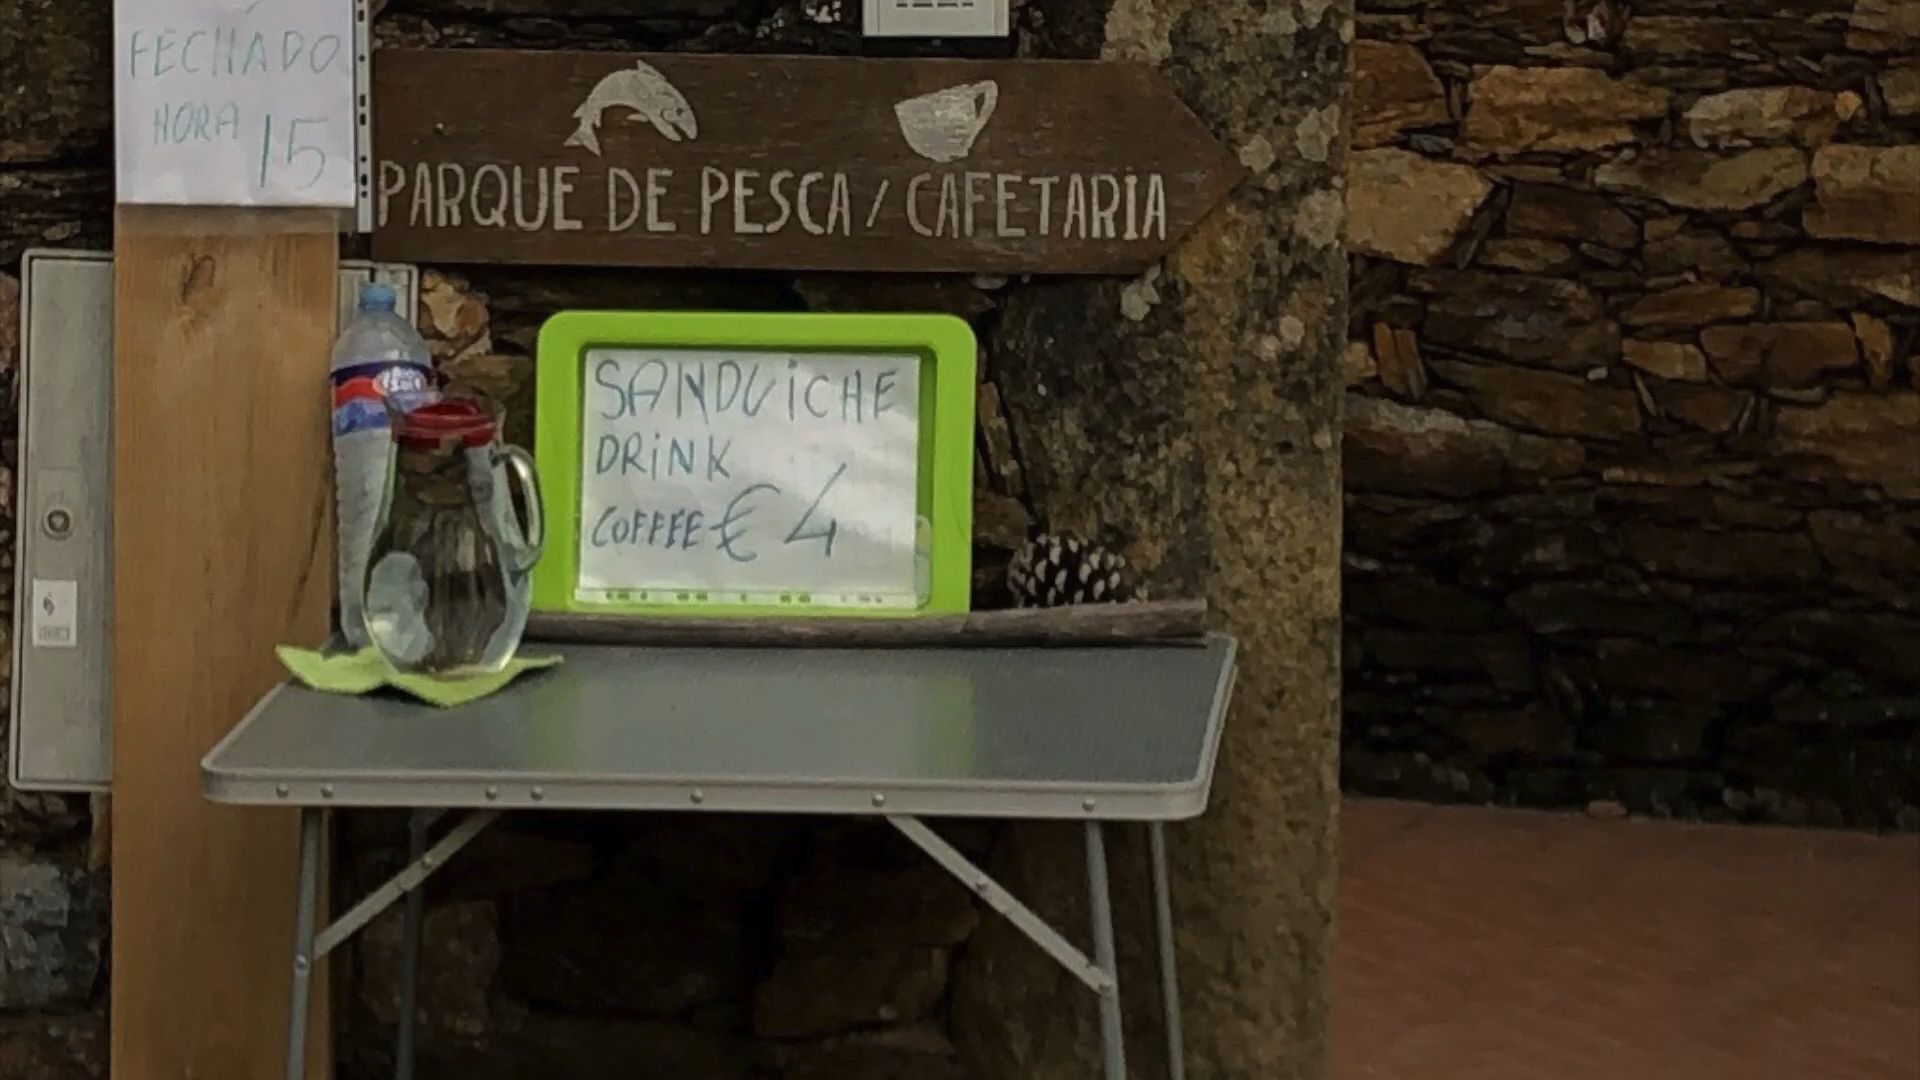 FECHADO
HORA 15
PARQUE DE PESCA / CAFETARIA
SANDUiCHE
DRiNK
COFFEE € 4